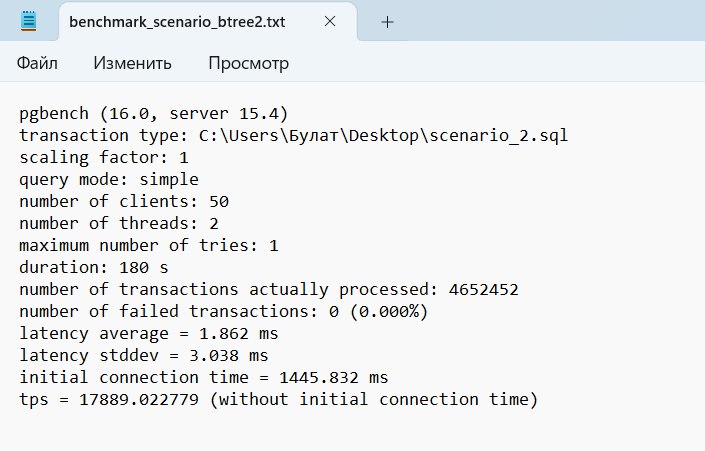 benchmark_scenario_btree2.txt
Файл Изменить Просмотр
pgbench (16.0, server 15.4)
transaction type: C:\Users\Булат\Desktop\scenario_2.sql
scaling factor: 1
query mode: simple
number of clients: 50
number of threads: 2
maximum number of tries: 1
duration: 180 s
number of transactions actually processed: 4652452
number of failed transactions: 0 (0.000%)
latency average = 1.862 ms
latency stddev = 3.038 ms
initial connection time = 1445.832 ms
tps = 17889.022779 (without initial connection time)